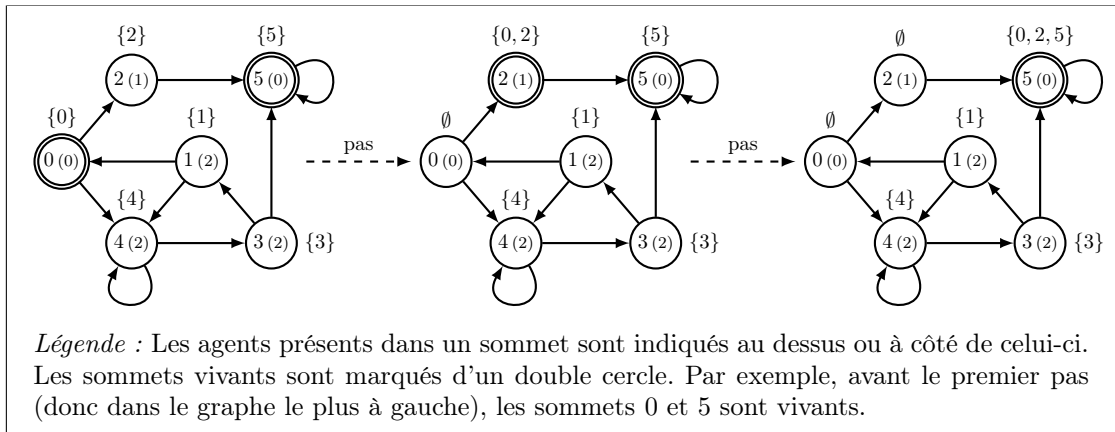 {2} {5} {0, 2} {5} ∅ {0, 2, 5}
2 (1) 5 (0) 2 (1) 5 (0) 2 (1) 5 (0)
{0} {1} ∅ {1} ∅ {1}
pas pas
0 (0) 1 (2) 0 (0) 1 (2) 0 (0) 1 (2)
{4} {4} {4}
4 (2) 3 (2) {3} 4 (2) 3 (2) {3} 4 (2) 3 (2) {3}
Légende : Les agents présents dans un sommet sont indiqués au dessus ou à côté de celui-ci.
Les sommets vivants sont marqués d'un double cercle. Par exemple, avant le premier pas
(donc dans le graphe le plus à gauche), les sommets 0 et 5 sont vivants.